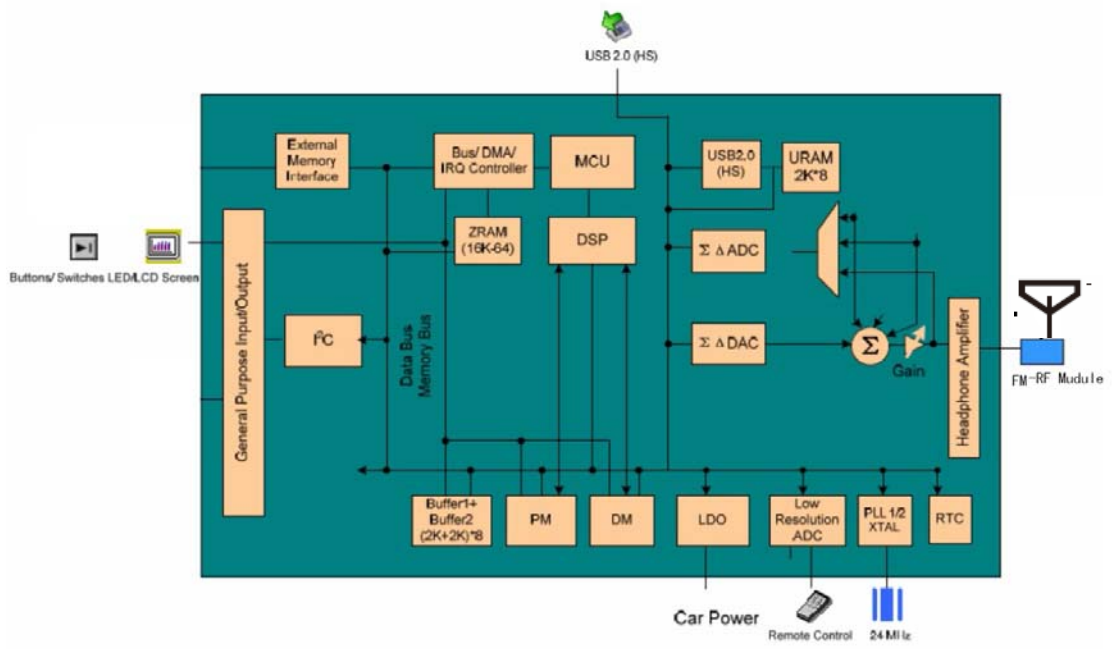 USB 2.0 (HS)
External
Memory
Interface
Bus/ DMA/
IRQ Controller
MCU
USB2,0
(HS)
URAM
2K*8
ZRAM
(16K-64)
DSP
Σ Δ ADC
Buttons/ Switches LED/LCD Screen
General Purpose Input/Output
I²C
Data Bus
Memory Bus
Σ Δ DAC
Σ
Gain
Headphone Amplifier
FM-RF Mudule
Buffer1+
Buffer2
(2K+2K)*8
PM
DM
LDO
Low
Resolution
ADC
PLL 1/2
XTAL
RTC
Car Power
Remote Control
24 MHz